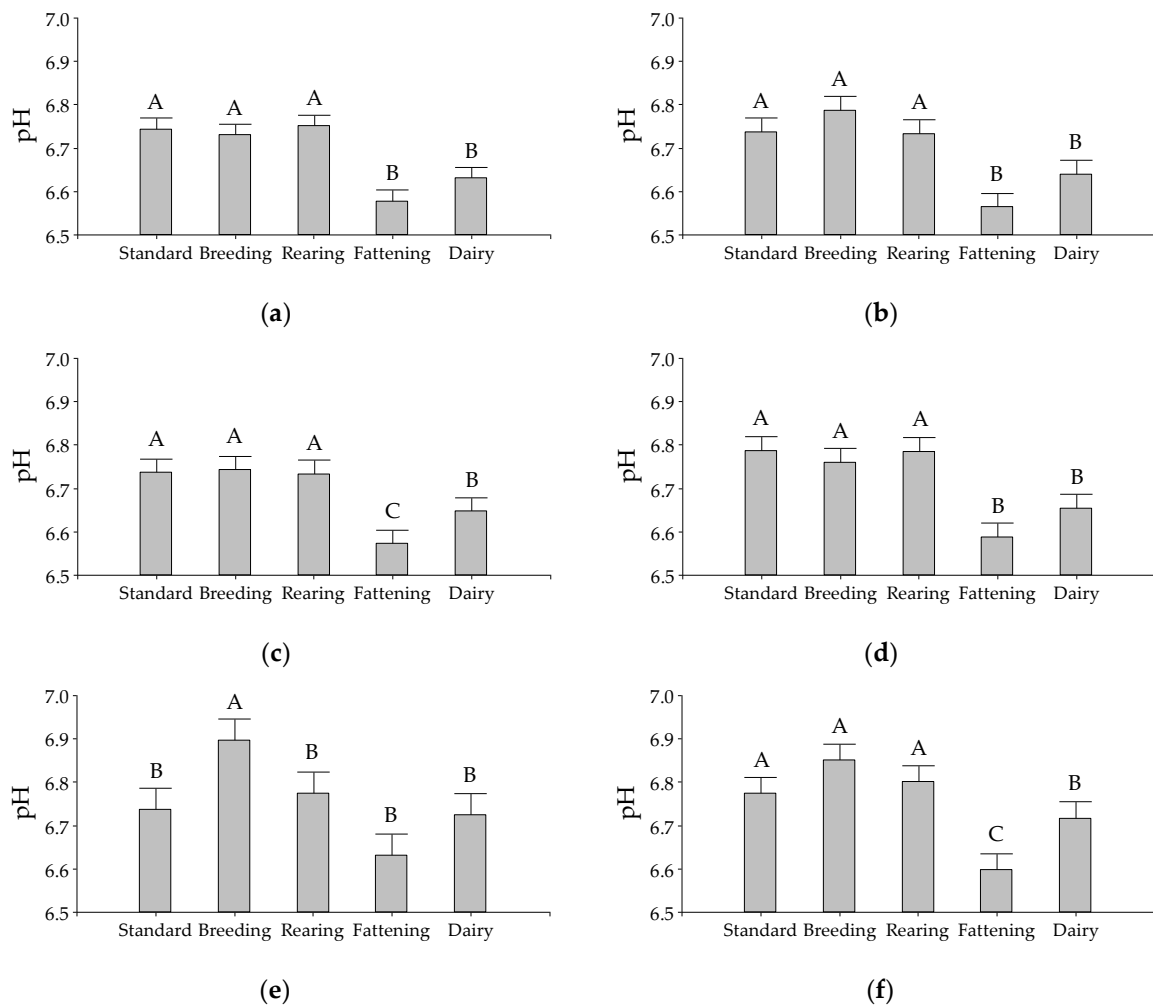 7.0
6.9
6.8
6.7
6.6
6.5
pH
A
A
A
B
B
Standard Breeding Rearing Fattening Dairy
(a)
7.0
6.9
6.8
6.7
6.6
6.5
pH
A
A
A
B
B
Standard Breeding Rearing Fattening Dairy
(b)
7.0
6.9
6.8
6.7
6.6
6.5
pH
A
A
A
C
B
Standard Breeding Rearing Fattening Dairy
(c)
7.0
6.9
6.8
6.7
6.6
6.5
pH
A
A
A
B
B
Standard Breeding Rearing Fattening Dairy
(d)
7.0
6.9
6.8
6.7
6.6
6.5
pH
B
A
B
B
B
Standard Breeding Rearing Fattening Dairy
(e)
7.0
6.9
6.8
6.7
6.6
6.5
pH
A
A
A
C
B
Standard Breeding Rearing Fattening Dairy
(f)